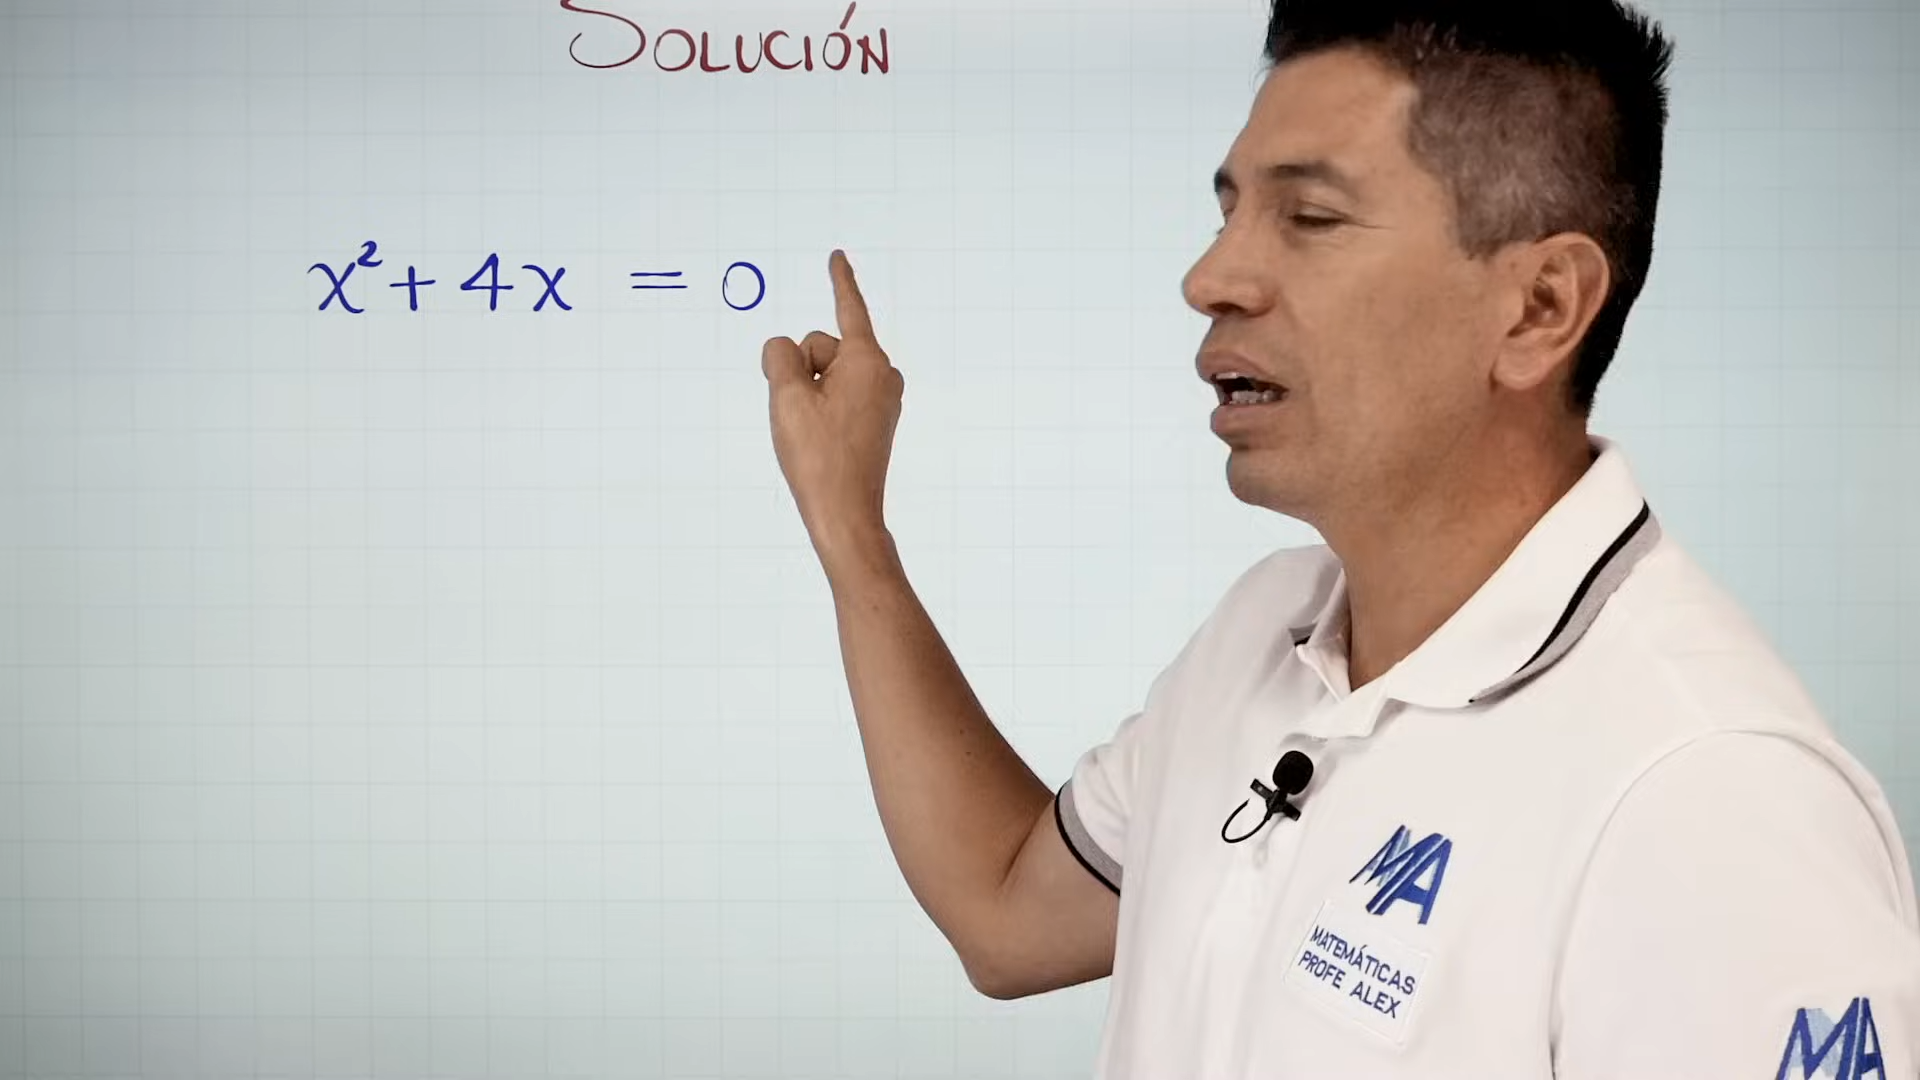 SOLUCIÓN
x² + 4x = 0
MA
MATEMÁTICAS
PROFE ALEX
MA